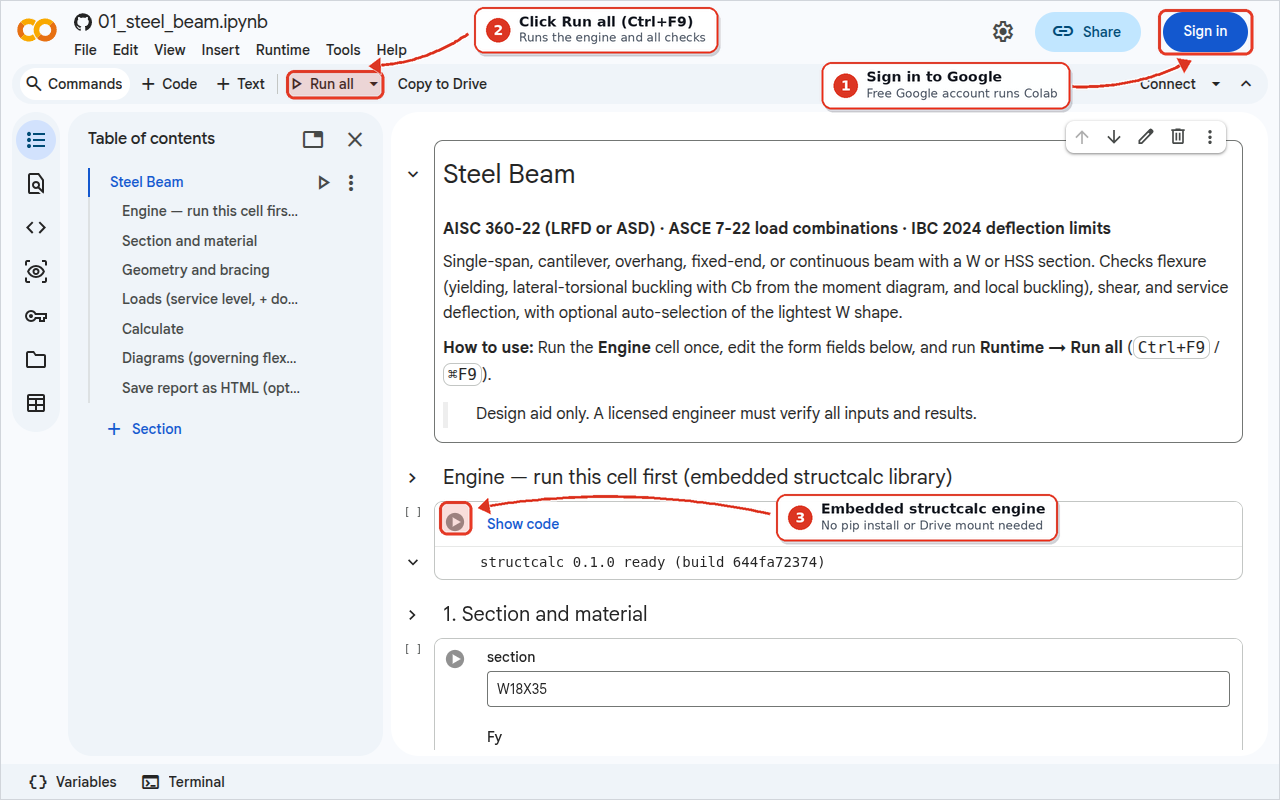 01_steel_beam.ipynb
File Edit View Insert Runtime Tools Help
2 Click Run all (Ctrl+F9)
Runs the engine and all checks
Share
Sign in
Commands
+ Code
+ Text
Run all
Copy to Drive
1 Sign in to Google
Free Google account runs Colab
Connect
Table of contents
Steel Beam
Engine — run this cell firs...
Section and material
Geometry and bracing
Loads (service level, + do...
Calculate
Diagrams (governing flex...
Save report as HTML (opt...
+ Section
Steel Beam
AISC 360-22 (LRFD or ASD) · ASCE 7-22 load combinations · IBC 2024 deflection limits
Single-span, cantilever, overhang, fixed-end, or continuous beam with a W or HSS section. Checks flexure
(yielding, lateral-torsional buckling with Cb from the moment diagram, and local buckling), shear, and service
deflection, with optional auto-selection of the lightest W shape.
How to use: Run the Engine cell once, edit the form fields below, and run Runtime → Run all (Ctrl+F9 /
⌘F9).
Design aid only. A licensed engineer must verify all inputs and results.
Engine — run this cell first (embedded structcalc library)
[ ]
Show code
3 Embedded structcalc engine
No pip install or Drive mount needed
structcalc 0.1.0 ready (build 644fa72374)
1. Section and material
[ ]
section
W18X35
Fy
Variables
Terminal